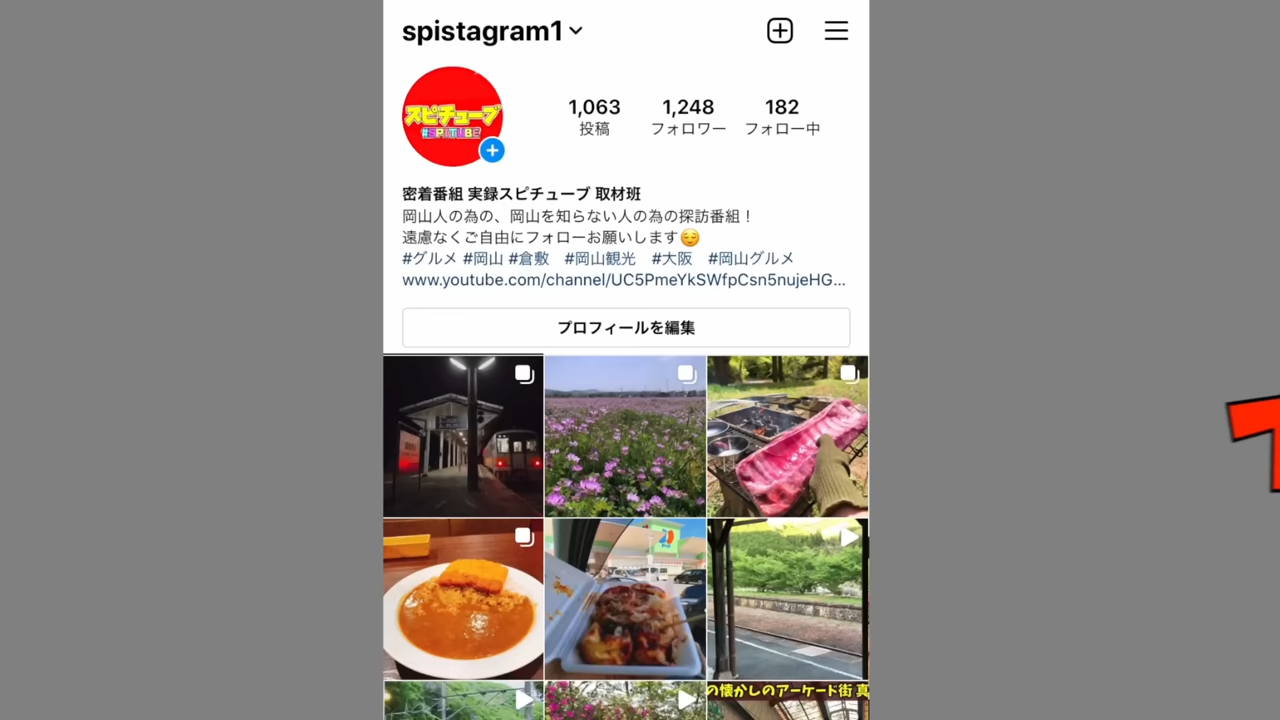 spistagram1
スピチューブ
#SPITUBE
1,063
投稿
1,248
フォロワー
182
フォロー中
密着番組 実録スピチューブ 取材班
岡山人の為の、岡山を知らない人の為の探訪番組！
遠慮なくご自由にフォローお願いします😌
#グルメ #岡山 #倉敷　#岡山観光　#大阪　#岡山グルメ
www.youtube.com/channel/UC5PmeYkSWfpCsn5nujeHG...
プロフィールを編集
の懐かしのアーケード街 真